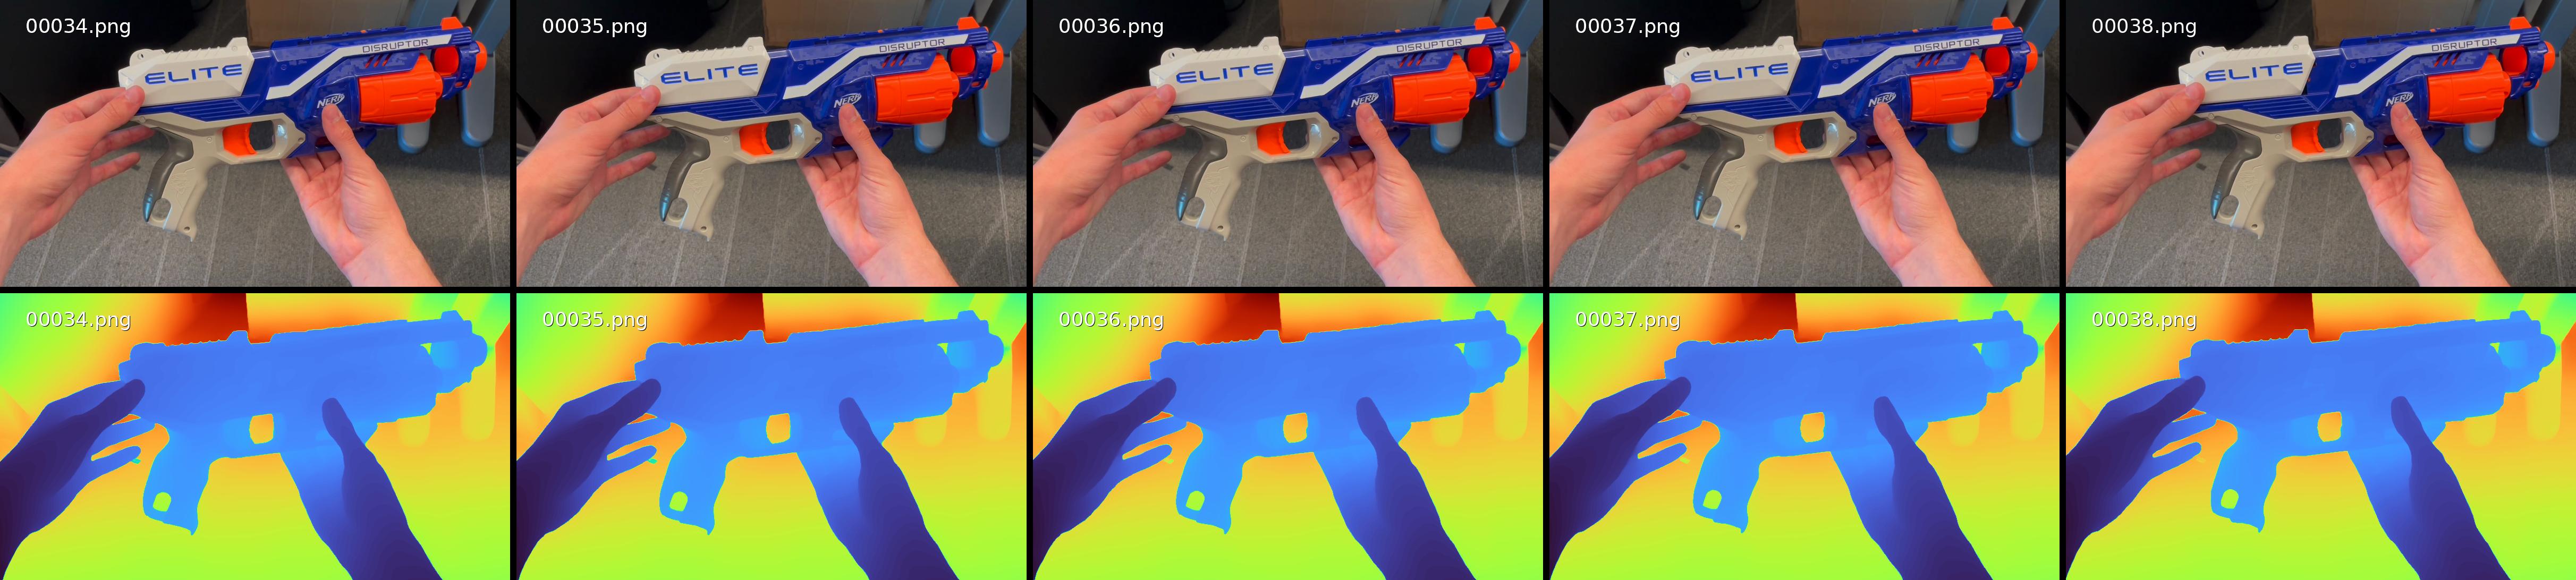 00034.png
ELITE
DISRUPTOR
NERF
00035.png
ELITE
DISRUPTOR
NERF
00036.png
ELITE
DISRUPTOR
NERF
00037.png
ELITE
DISRUPTOR
NERF
00038.png
ELITE
DISRUPTOR
NERF
00034.png
00035.png
00036.png
00037.png
00038.png